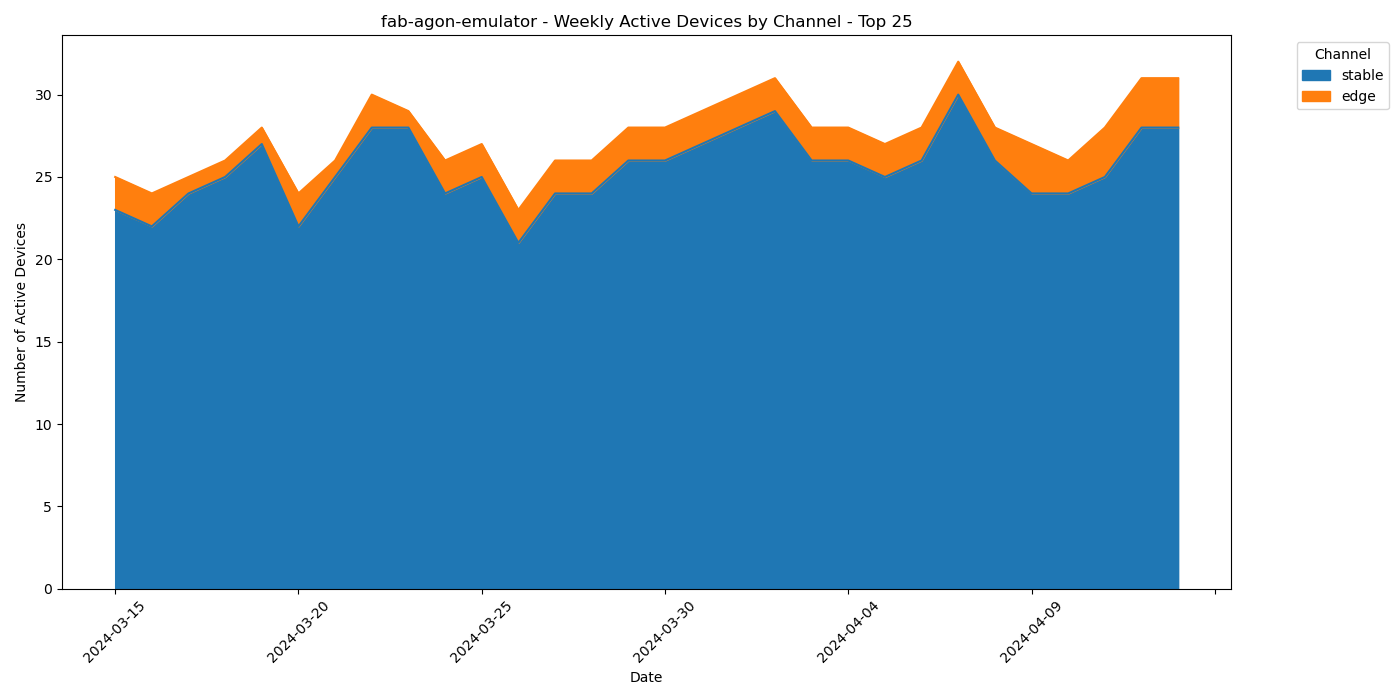 fab-agon-emulator - Weekly Active Devices by Channel - Top 25
Channel
stable
edge
Number of Active Devices
30
25
20
15
10
5
0
2024-03-15
2024-03-20
2024-03-25
2024-03-30
2024-04-04
2024-04-09
Date